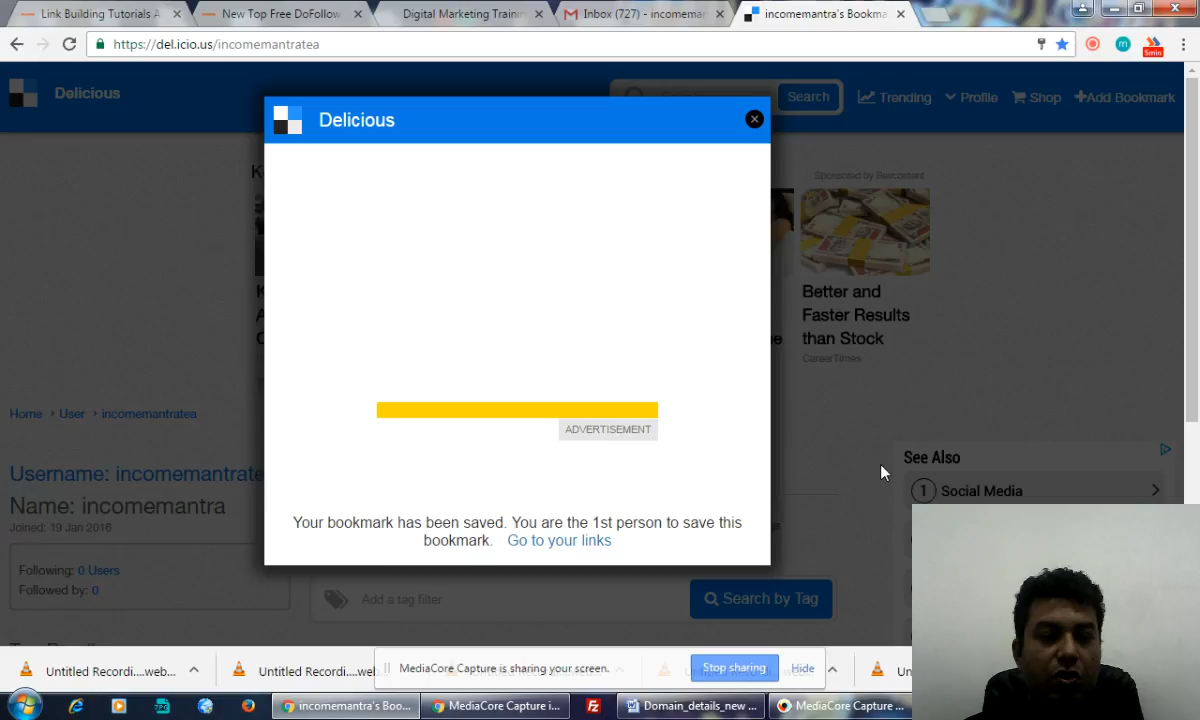 Link Building Tutorials A
New Top Free DoFollow
Digital Marketing Trainin
Inbox (727) - incomeman
incomemantra's Bookma
https://del.icio.us/incomemantratea
5min
Delicious
Search
Trending
Profile
Shop
Add Bookmark
Delicious
Sponsored by Revcontent
Better and
Faster Results
than Stock
CareerTimes
Home > User > incomemantratea
ADVERTISEMENT
See Also
1 Social Media
Username: incomemantrate
Name: incomemantra
Joined: 19 Jan 2016
Your bookmark has been saved. You are the 1st person to save this
bookmark. Go to your links
Following: 0 Users
Followed by: 0
Add a tag filter
Search by Tag
Untitled Recordi....web...
Untitled Recordi....web
MediaCore Capture is sharing your screen.
Stop sharing
Hide
Un
incomemantra's Boo...
MediaCore Capture i...
Domain_details_new ...
MediaCore Capture ...